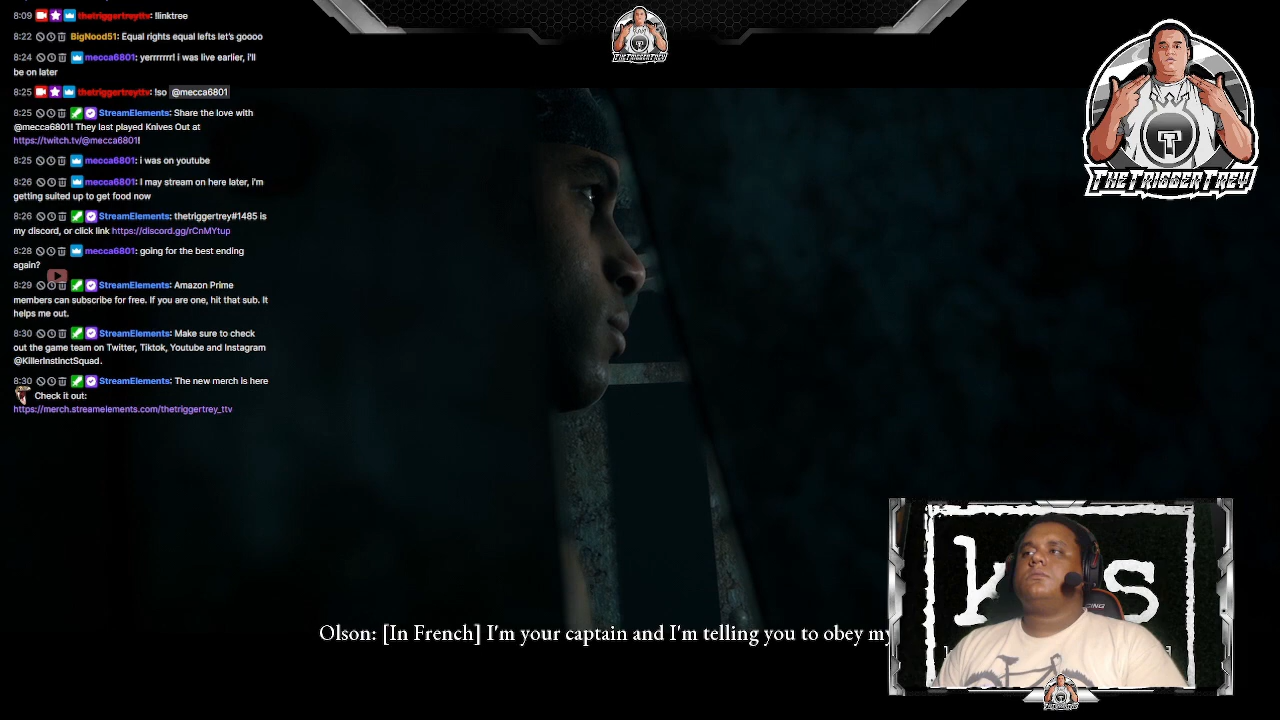 8:09 thetriggertreyttv: !linktree
8:22 BigNood51: Equal rights equal lefts let's goooo
8:24 mecca6801: yerrrrrrr! i was live earlier, i'll
be on later
8:25 thetriggertreyttv: !so @mecca6801
8:25 StreamElements: Share the love with
@mecca6801! They last played Knives Out at
https://twitch.tv/@mecca6801!
8:25 mecca6801: i was on youtube
8:26 mecca6801: I may stream on here later, i'm
getting suited up to get food now
8:26 StreamElements: thetriggertrey#1485 is
my discord, or click link https://discord.gg/rCnMYtup
8:28 mecca6801: going for the best ending
again?
8:29 StreamElements: Amazon Prime
members can subscribe for free. If you are one, hit that sub. It
helps me out.
8:30 StreamElements: Make sure to check
out the game team on Twitter, Tiktok, Youtube and Instagram
@KillerInstinctSquad.
8:30 StreamElements: The new merch is here
Check it out:
https://merch.streamelements.com/thetriggertrey_ttv
THETRIGGERTREY
T
THETRIGGERTREY
k s
Olson: [In French] I'm your captain and I'm telling you to obey my